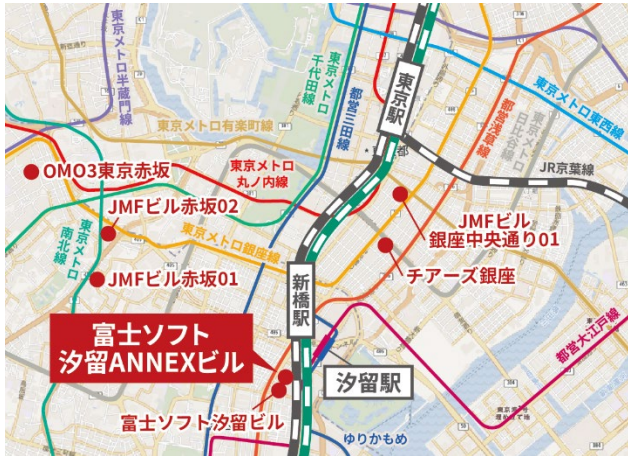 東京メトロ半蔵門線
東京メトロ
千代田線
都営三田線
東京メトロ有楽町線
東京駅
都営浅草線
東京メトロ
日比谷線
東京メトロ東西線
JR京葉線
OMO3東京赤坂
東京メトロ
丸ノ内線
JMFビル赤坂02
東京メトロ
南北線
東京メトロ銀座線
JMFビル
銀座中央通り01
チアーズ銀座
JMFビル赤坂01
新橋駅
富士ソフト
汐留ANNEXビル
汐留駅
都営大江戸線
富士ソフト汐留ビル
ゆりかもめ